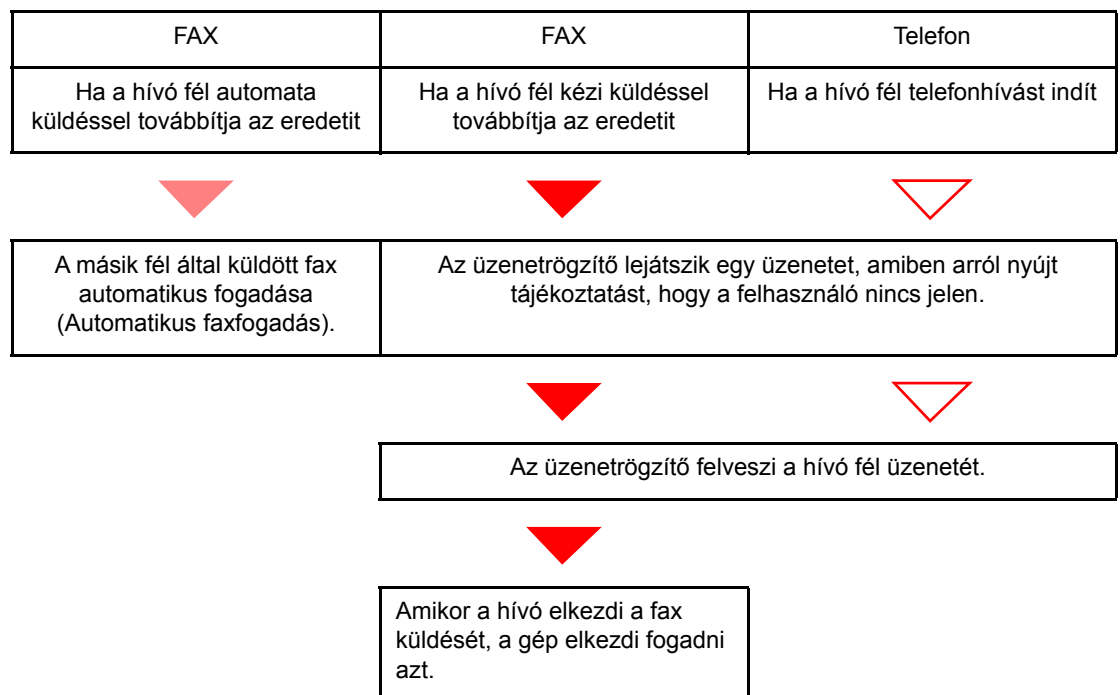 FAX
FAX
Telefon
Ha a hívó fél automata
küldéssel továbbítja az eredetit
Ha a hívó fél kézi küldéssel
továbbítja az eredetit
Ha a hívó fél telefonhívást indít
A másik fél által küldött fax
automatikus fogadása
(Automatikus faxfogadás).
Az üzenetrögzítő lejátszik egy üzenetet, amiben arról nyújt
tájékoztatást, hogy a felhasználó nincs jelen.
Az üzenetrögzítő felveszi a hívó fél üzenetét.
Amikor a hívó elkezdi a fax
küldését, a gép elkezdi fogadni
azt.